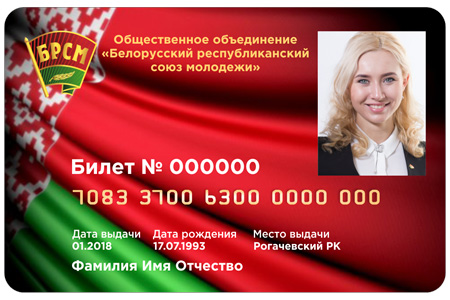 БРСМ
Общественное объединение
«Белорусский республиканский
союз молодежи»
Билет № 000000
7083 3700 6300 0000 000
Дата выдачи Дата рождения Место выдачи
01.2018 17.07.1993 Рогачевский РК
Фамилия Имя Отчество